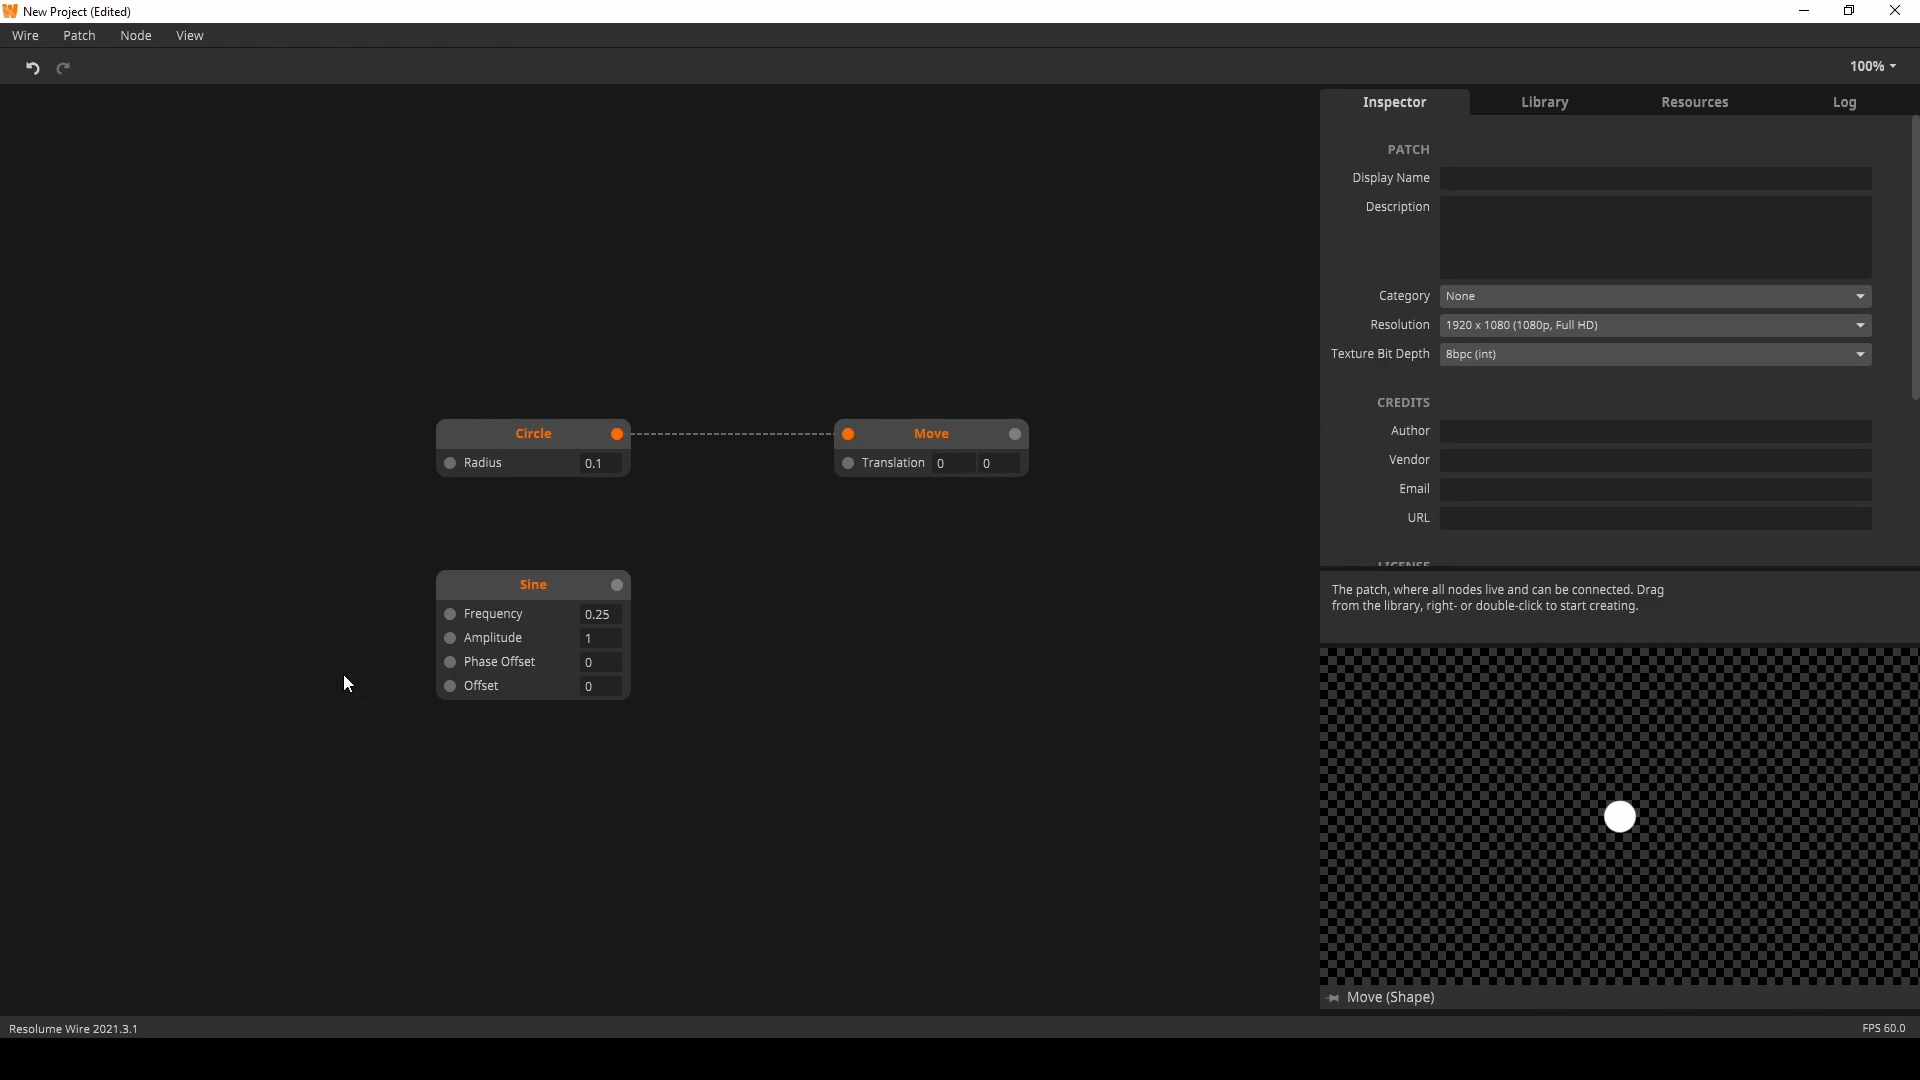 New Project (Edited)
Wire Patch Node View
100%
Inspector Library Resources Log
PATCH
Display Name
Description
Category None
Resolution 1920 x 1080 (1080p, Full HD)
Texture Bit Depth 8bpc (int)
CREDITS
Author
Vendor
Email
URL
LICENSE
Circle
Radius 0.1
Move
Translation 0 0
Sine
Frequency 0.25
Amplitude 1
Phase Offset 0
Offset 0
The patch, where all nodes live and can be connected. Drag
from the library, right- or double-click to start creating.
Move (Shape)
Resolume Wire 2021.3.1
FPS 60.0